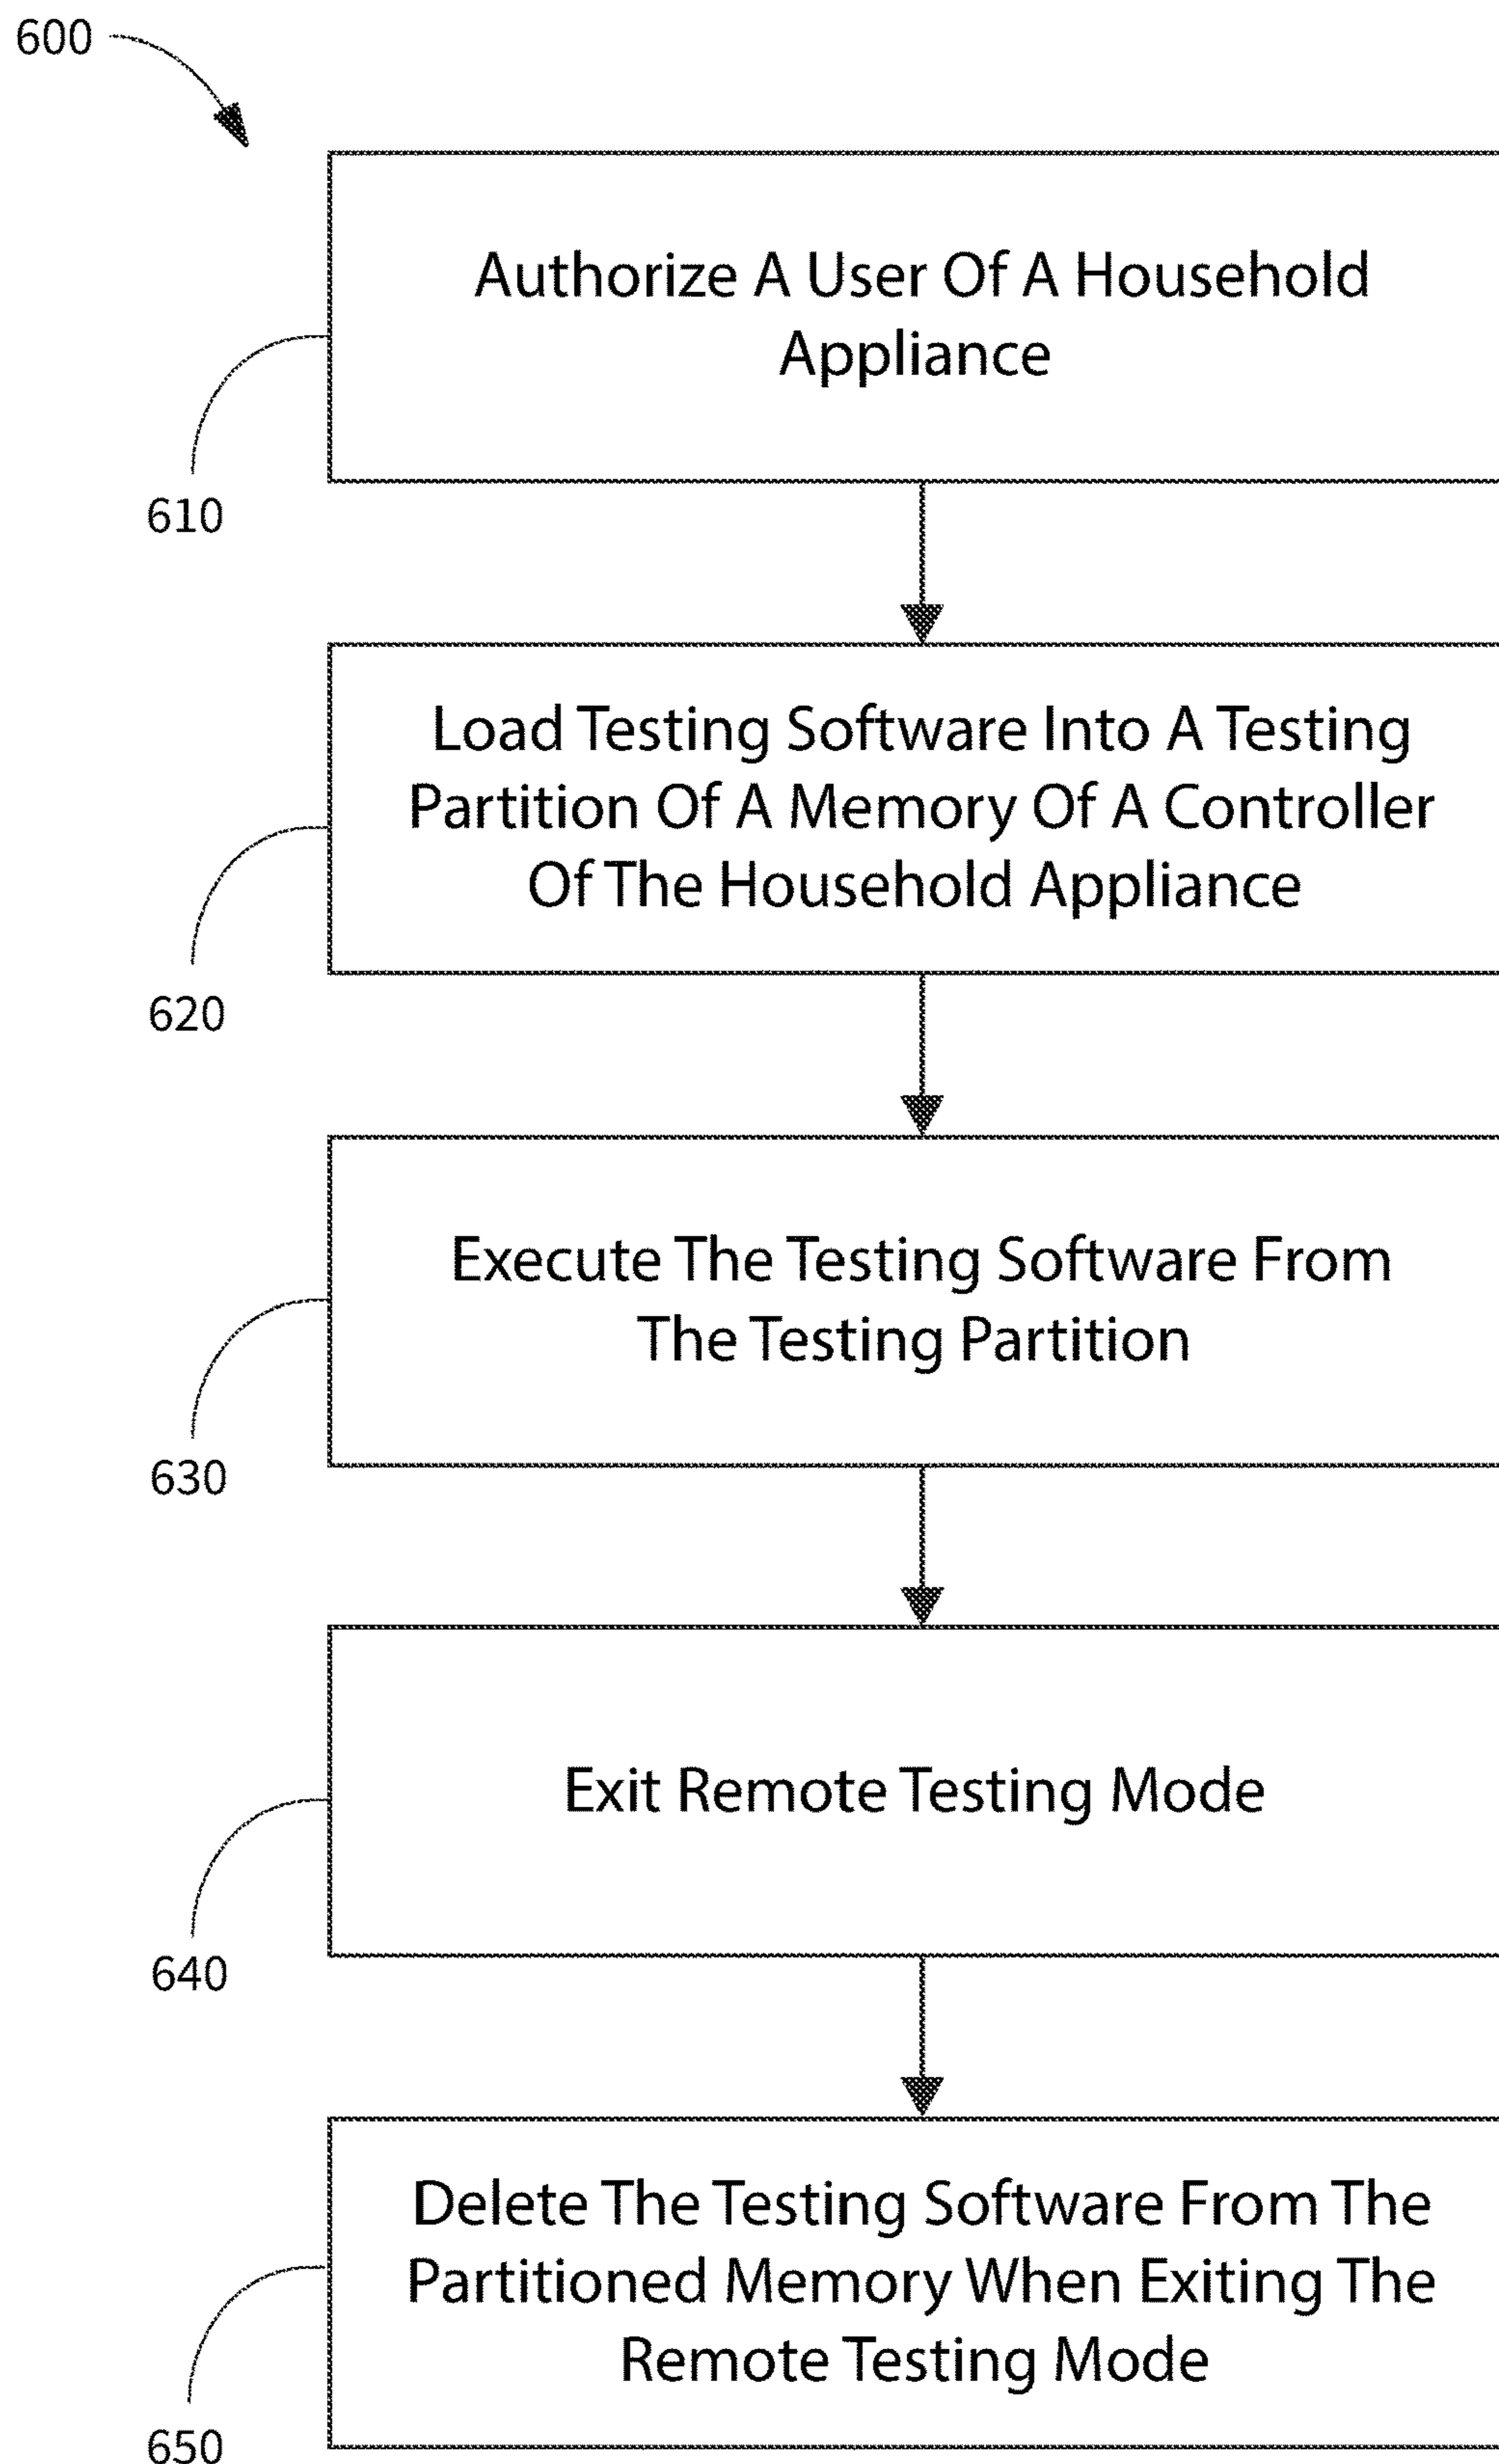 600
Authorize A User Of A Household
Appliance
610
Load Testing Software Into A Testing
Partition Of A Memory Of A Controller
Of The Household Appliance
620
Execute The Testing Software From
The Testing Partition
630
Exit Remote Testing Mode
640
Delete The Testing Software From The
Partitioned Memory When Exiting The
Remote Testing Mode
650